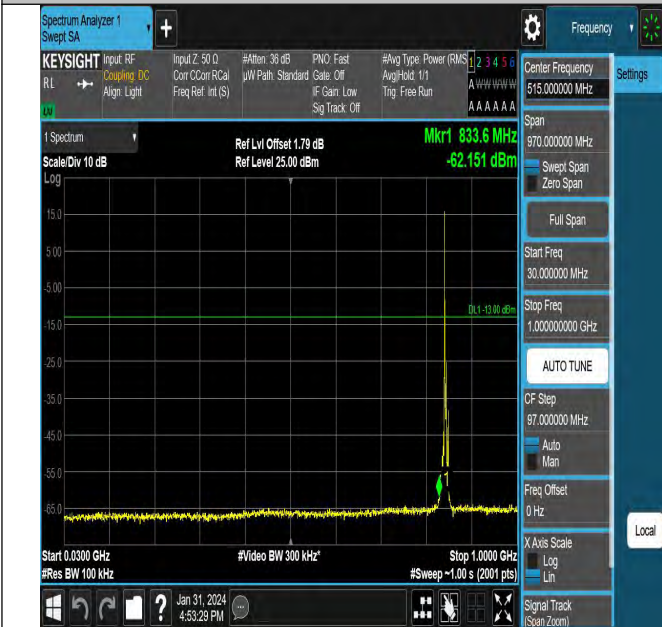 Spectrum Analyzer 1
Swept SA
+
Frequency
KEYSIGHT
RL
Input: RF
Coupling: DC
Align: Light
Input Z: 50 Ω
Corr CCorr RCal
Freq Ref: Int (S)
#Atten: 36 dB
µW Path: Standard
PNO: Fast
Gate: Off
IF Gain: Low
Sig Track: Off
#Avg Type: Power (RMS
Avg|Hold: 1/1
Trig: Free Run
1 2 3 4 5 6
A W W W W W
A A A A A A
1 Spectrum
Scale/Div 10 dB
Log
Ref Lvl Offset 1.79 dB
Ref Level 25.00 dBm
Mkr1 833.6 MHz
-62.151 dBm
15.0
5.00
-5.00
-15.0
-25.0
-35.0
-45.0
-55.0
-65.0
DL1 -13.00 dBm
Start 0.0300 GHz
#Res BW 100 kHz
#Video BW 300 kHz*
Stop 1.0000 GHz
#Sweep ~1.00 s (2001 pts)
Center Frequency
515.000000 MHz
Span
970.000000 MHz
Swept Span
Zero Span
Full Span
Start Freq
30.000000 MHz
Stop Freq
1.000000000 GHz
AUTO TUNE
CF Step
97.000000 MHz
Auto
Man
Freq Offset
0 Hz
X Axis Scale
Log
Lin
Signal Track
(Span Zoom)
Settings
Local
?
Jan 31, 2024
4:53:29 PM